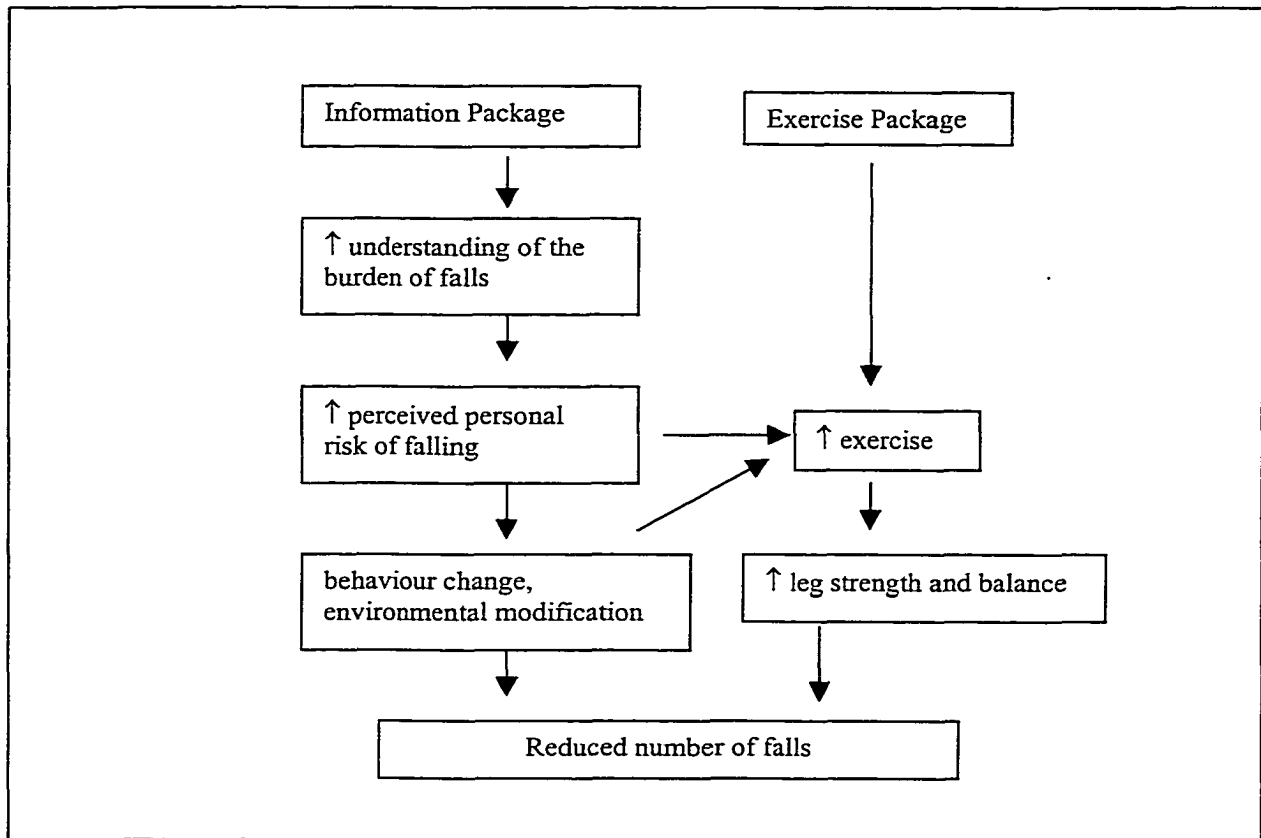 Information Package
Exercise Package
↑ understanding of the
burden of falls
↑ perceived personal
risk of falling
↑ exercise
behaviour change,
environmental modification
↑ leg strength and balance
Reduced number of falls